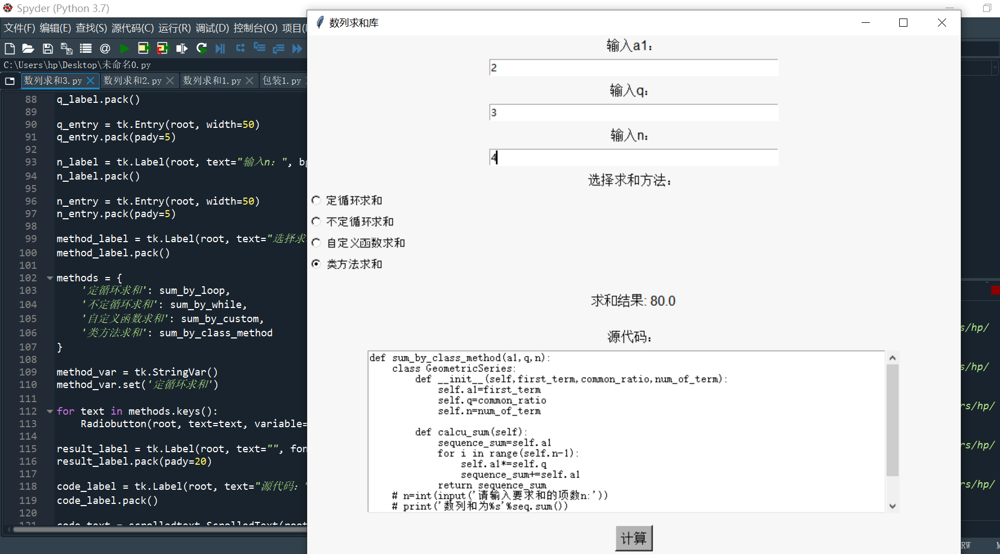 Spyder (Python 3.7)
文件(F) 编辑(E) 查找(S) 源代码(C) 运行(R) 调试(D) 控制台(O) 项目(
C:\Users\hp\Desktop\未命名0.py
数列求和3.py 数列求和2.py 数列求和1.py 包装1.py
88 q_label.pack()
89
90 q_entry = tk.Entry(root, width=50)
91 q_entry.pack(pady=5)
92
93 n_label = tk.Label(root, text="输入n: ", bg
94 n_label.pack()
95
96 n_entry = tk.Entry(root, width=50)
97 n_entry.pack(pady=5)
98
99 method_label = tk.Label(root, text="选择求
100 method_label.pack()
101
102 methods = {
103 '定循环求和': sum_by_loop,
104 '不定循环求和': sum_by_while,
105 '自定义函数求和': sum_by_custom,
106 '类方法求和': sum_by_class_method
107 }
108
109 method_var = tk.StringVar()
110 method_var.set('定循环求和')
111
112 for text in methods.keys():
113 Radiobutton(root, text=text, variable=
114
115 result_label = tk.Label(root, text="", fon
116 result_label.pack(pady=20)
117
118 code_label = tk.Label(root, text="源代码: "
119 code_label.pack()
120
121 code_text = scrolledtext.ScrolledText(root
数列求和库
输入a1:
2
输入q:
3
输入n:
4
选择求和方法:
定循环求和
不定循环求和
自定义函数求和
类方法求和
求和结果: 80.0
源代码:
def sum_by_class_method(a1,q,n):
class GeometricSeries:
def __init__(self,first_term,common_ratio,num_of_term):
self.a1=first_term
self.q=common_ratio
self.n=num_of_term
def calcu_sum(self):
sequence_sum=self.a1
for i in range(self.n-1):
self.a1*=self.q
sequence_sum+=self.a1
return sequence_sum
# n=int(input('请输入要求和的项数n:'))
# print('数列和为%s'%seq.sum())
计算
s/hp/
s/hp/
rs/hp/
rs/hp/
rs/hp/
RW